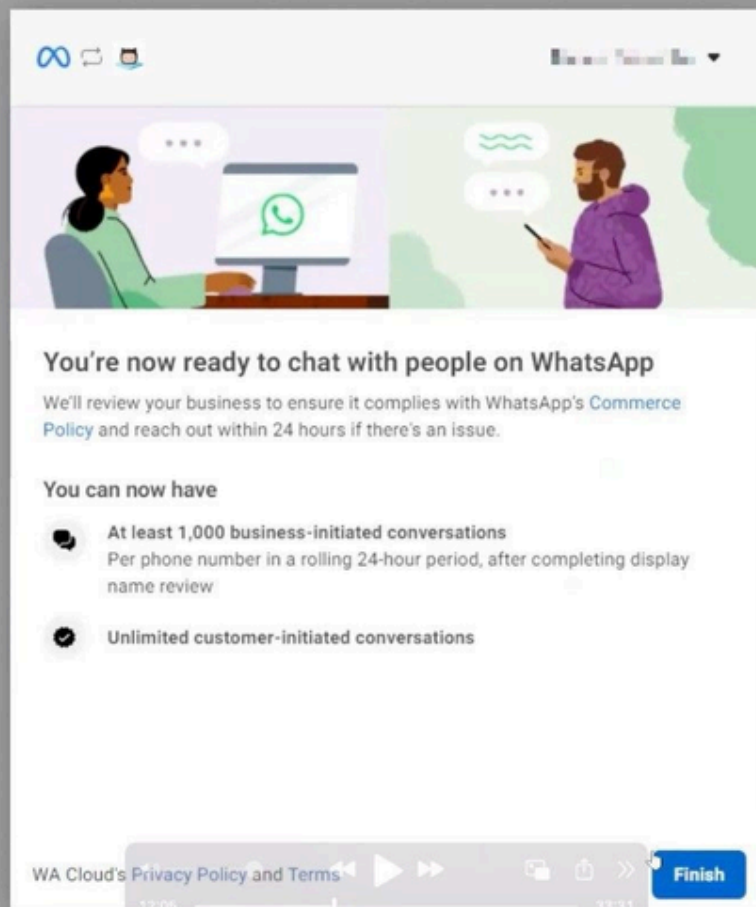 You're now ready to chat with people on WhatsApp
We'll review your business to ensure it complies with WhatsApp's Commerce
Policy and reach out within 24 hours if there's an issue.
You can now have
At least 1,000 business-initiated conversations
Per phone number in a rolling 24-hour period, after completing display
name review
Unlimited customer-initiated conversations
WA Cloud's Privacy Policy and Terms
Finish